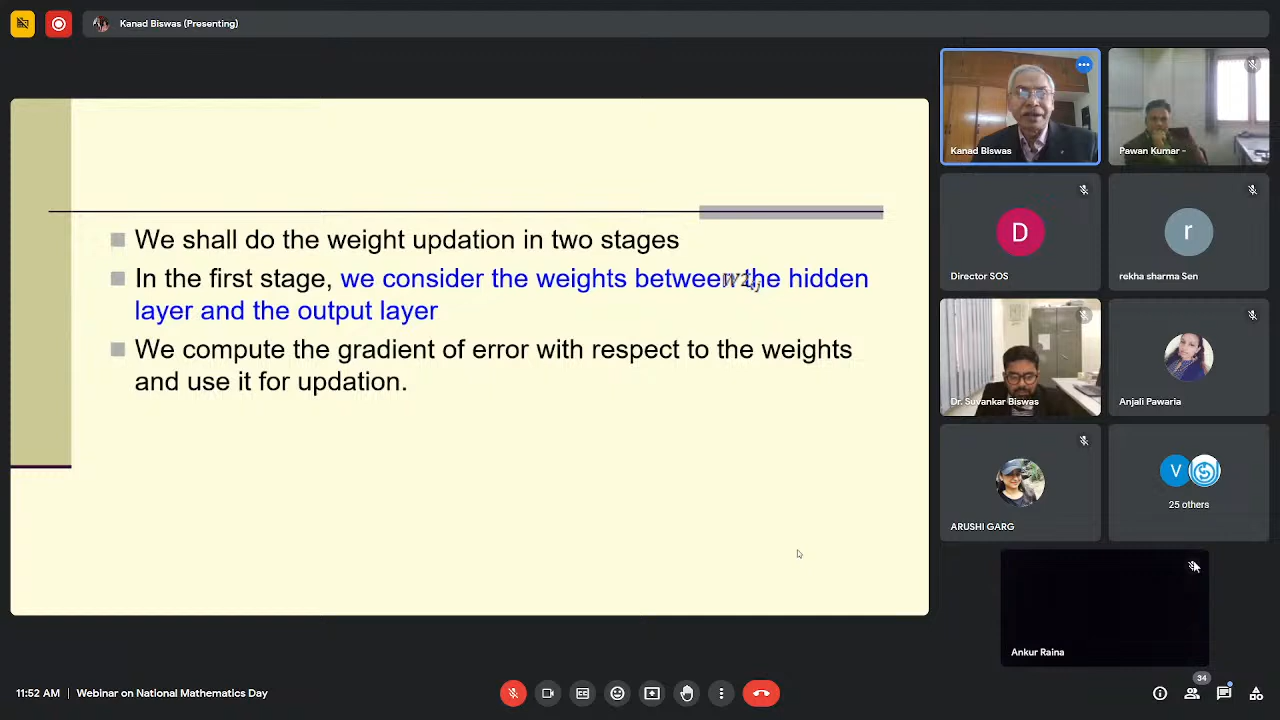 Kanad Biswas (Presenting)
We shall do the weight updation in two stages
In the first stage, we consider the weights between the hidden
layer and the output layer
We compute the gradient of error with respect to the weights
and use it for updation.
Kanad Biswas
Pawan Kumar -
D
Director SOS
r
rekha sharma Sen
Dr. Suvankar Biswas
Anjali Pawaria
ARUSHI GARG
V
25 others
Ankur Raina
11:52 AM | Webinar on National Mathematics Day
34